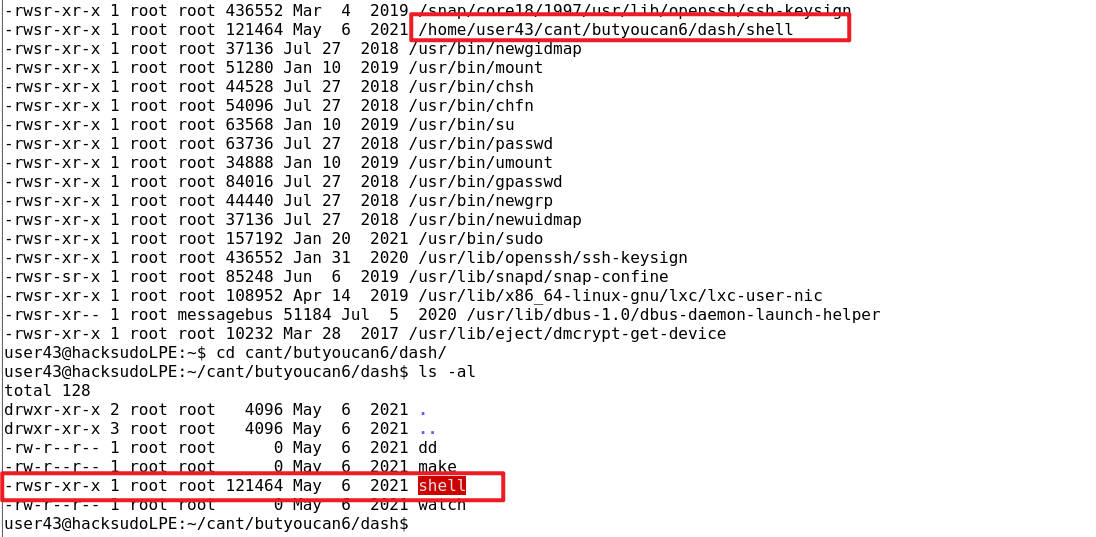 -rwsr-xr-x 1 root root 436552 Mar  4  2019 /snap/core18/1997/usr/lib/openssh/ssh-keysign
-rwsr-xr-x 1 root root 121464 May  6  2021 /home/user43/cant/butyoucan6/dash/shell
-rwsr-xr-x 1 root root 37136 Jul 27  2018 /usr/bin/newgidmap
-rwsr-xr-x 1 root root 51280 Jan 10  2019 /usr/bin/mount
-rwsr-xr-x 1 root root 44528 Jul 27  2018 /usr/bin/chsh
-rwsr-xr-x 1 root root 54096 Jul 27  2018 /usr/bin/chfn
-rwsr-xr-x 1 root root 63568 Jan 10  2019 /usr/bin/su
-rwsr-xr-x 1 root root 63736 Jul 27  2018 /usr/bin/passwd
-rwsr-xr-x 1 root root 34888 Jan 10  2019 /usr/bin/umount
-rwsr-xr-x 1 root root 84016 Jul 27  2018 /usr/bin/gpasswd
-rwsr-xr-x 1 root root 44440 Jul 27  2018 /usr/bin/newgrp
-rwsr-xr-x 1 root root 37136 Jul 27  2018 /usr/bin/newuidmap
-rwsr-xr-x 1 root root 157192 Jan 20  2021 /usr/bin/sudo
-rwsr-xr-x 1 root root 436552 Jan 31  2020 /usr/lib/openssh/ssh-keysign
-rwsr-sr-x 1 root root 85248 Jun  6  2019 /usr/lib/snapd/snap-confine
-rwsr-xr-x 1 root root 108952 Apr 14  2019 /usr/lib/x86_64-linux-gnu/lxc/lxc-user-nic
-rwsr-xr-- 1 root messagebus 51184 Jul  5  2020 /usr/lib/dbus-1.0/dbus-daemon-launch-helper
-rwsr-xr-x 1 root root 10232 Mar 28  2017 /usr/lib/eject/dmcrypt-get-device
user43@hacksudoLPE:~$ cd cant/butyoucan6/dash/
user43@hacksudoLPE:~/cant/butyoucan6/dash$ ls -al
total 128
drwxr-xr-x 2 root root   4096 May  6  2021 .
drwxr-xr-x 3 root root   4096 May  6  2021 ..
-rw-r--r-- 1 root root      0 May  6  2021 dd
-rw-r--r-- 1 root root      0 May  6  2021 make
-rwsr-xr-x 1 root root 121464 May  6  2021 shell
-rw-r--r-- 1 root root      0 May  6  2021 watch
user43@hacksudoLPE:~/cant/butyoucan6/dash$